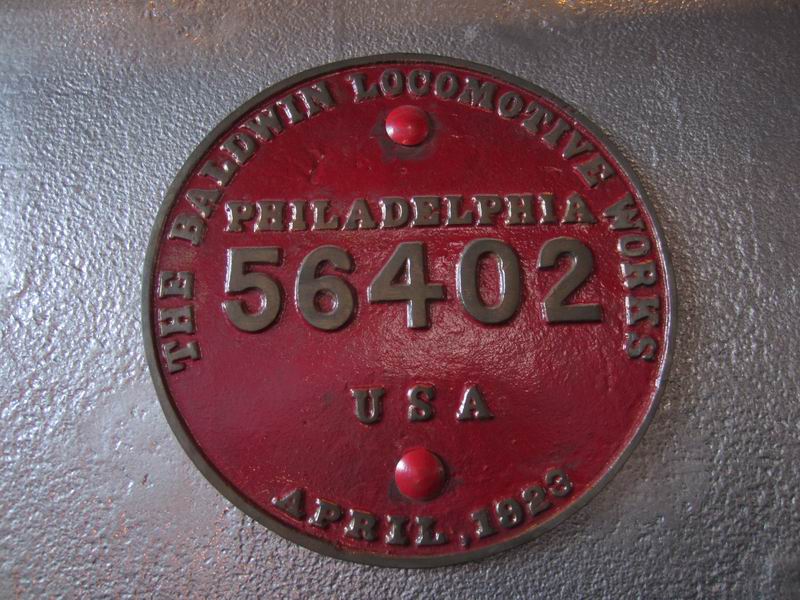 THE BALDWIN LOCOMOTIVE WORKS
PHILADELPHIA
56402
USA
APRIL, 1923